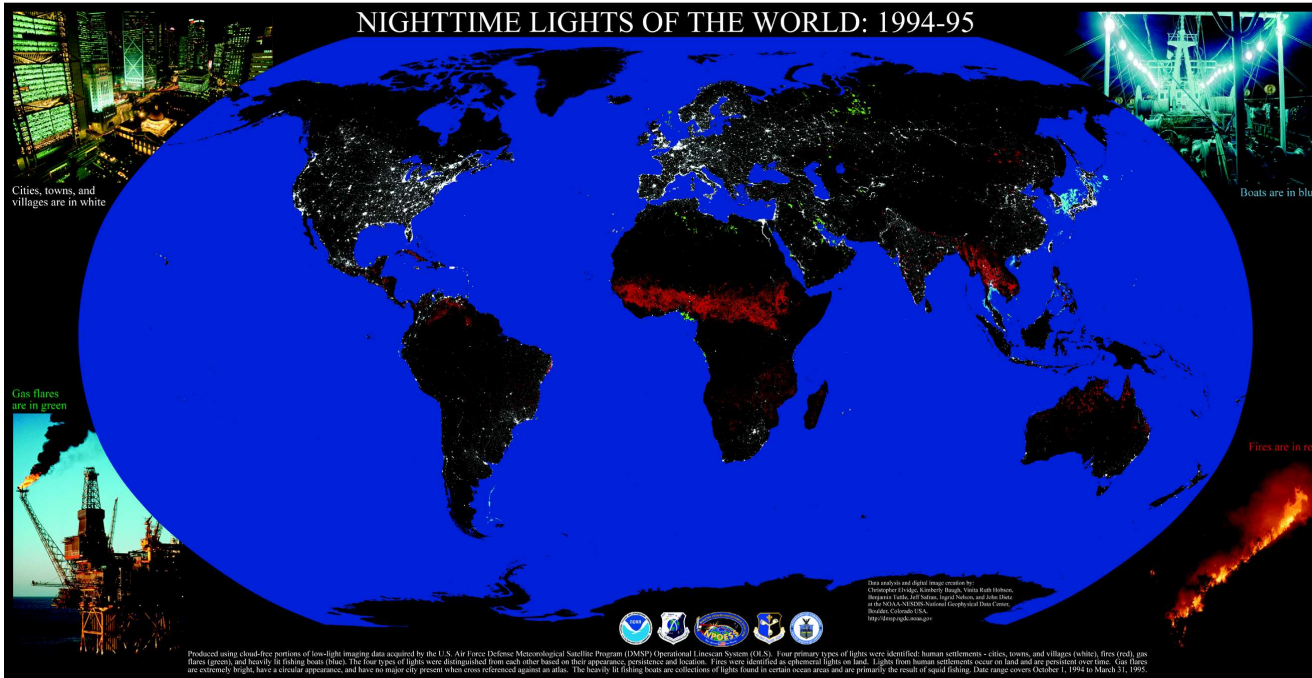 NIGHTTIME LIGHTS OF THE WORLD: 1994-95
Cities, towns, and
villages are in white
Boats are in blu
Gas flares
are in green
Fires are in re
Data analysis and digital image creation by:
Christopher Elvidge, Kimberly Baugh, Vinita Ruth Hobson,
Benjamin Tuttle, Jeff Safran, Ingrid Nelson, and John Dietz
at the NOAA-NESDIS-National Geophysical Data Center,
Boulder, Colorado USA.
http://dmsp.ngdc.noaa.gov
NOAA
NPOESS
Produced using cloud-free portions of low-light imaging data acquired by the U.S. Air Force Defense Meteorological Satellite Program (DMSP) Operational Linescan System (OLS). Four primary types of lights were identified: human settlements - cities, towns, and villages (white), fires (red), gas
flares (green), and heavily lit fishing boats (blue). The four types of lights were distinguished from each other based on their appearance, persistence and location. Fires were identified as ephemeral lights on land. Lights from human settlements occur on land and are persistent over time. Gas flares
are extremely bright, have a circular appearance, and have no major city present when cross referenced against an atlas. The heavily lit fishing boats are collections of lights found in certain ocean areas and are primarily the result of squid fishing. Date range covers October 1, 1994 to March 31, 1995.